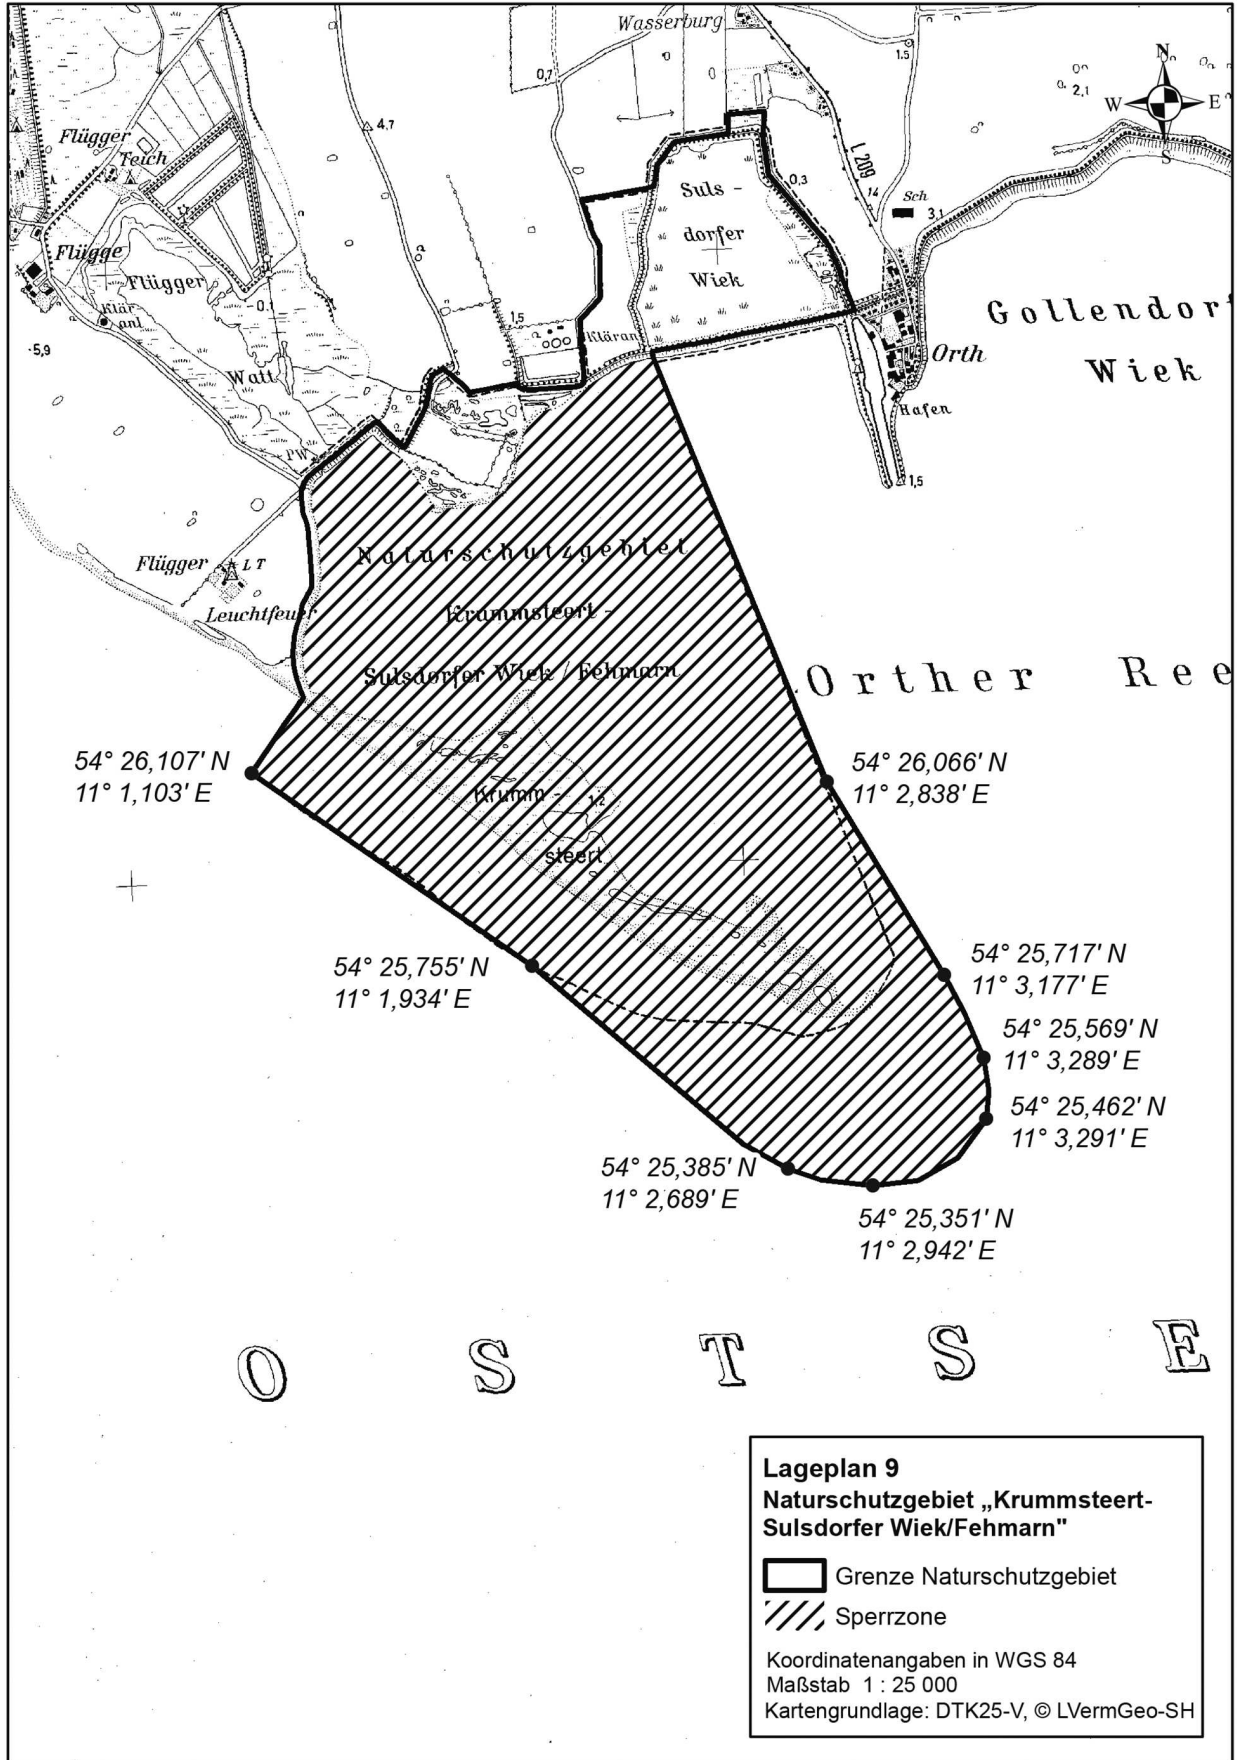 Wasserburg
N
W E
S
0,7
1.5
2,1
4,7
Flügger
Teich
L 209
Suls -
0,3
14
Sch
3,1
dorfer
Flügge
Flügger
Wiek
Klär
anl
0,1
1,5
Klaran
Gollendorf
-5,9
Orth
Watt
Wiek
Hafen
PW
1,5
Naturschutzgebiet
Flügger
LT
Leuchtfeuer
Krummsteert -
Sulsdorfer Wiek / Fehmarn
Orther Ree
54° 26,107' N
11° 1,103' E
54° 26,066' N
11° 2,838' E
Krumm -
1,2
steert
54° 25,755' N
11° 1,934' E
54° 25,717' N
11° 3,177' E
54° 25,569' N
11° 3,289' E
54° 25,462' N
11° 3,291' E
54° 25,385' N
11° 2,689' E
54° 25,351' N
11° 2,942' E
O S T S E
Lageplan 9
Naturschutzgebiet „Krummsteert-
Sulsdorfer Wiek/Fehmarn"
Grenze Naturschutzgebiet
Sperrzone
Koordinatenangaben in WGS 84
Maßstab 1 : 25 000
Kartengrundlage: DTK25-V, © LVermGeo-SH